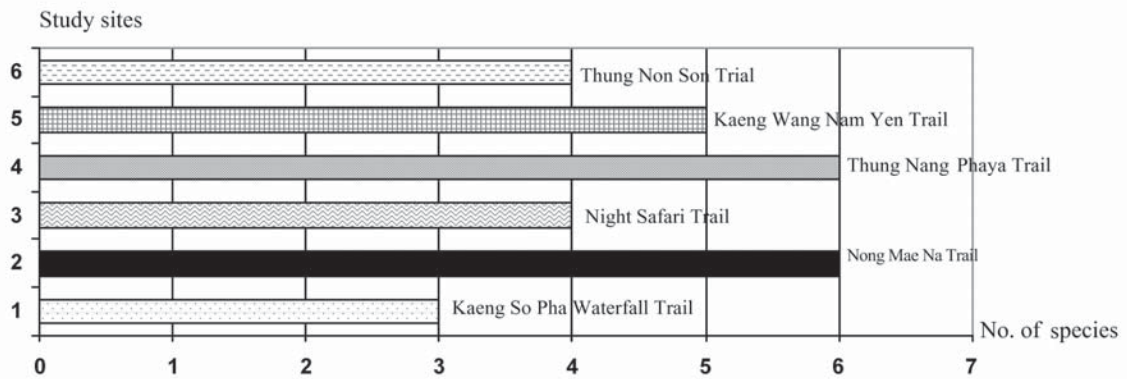 Study sites
6 Thung Non Son Trial
5 Kaeng Wang Nam Yen Trail
4 Thung Nang Phaya Trail
3 Night Safari Trail
2 Nong Mae Na Trail
1 Kaeng So Pha Waterfall Trail
No. of species
0 1 2 3 4 5 6 7